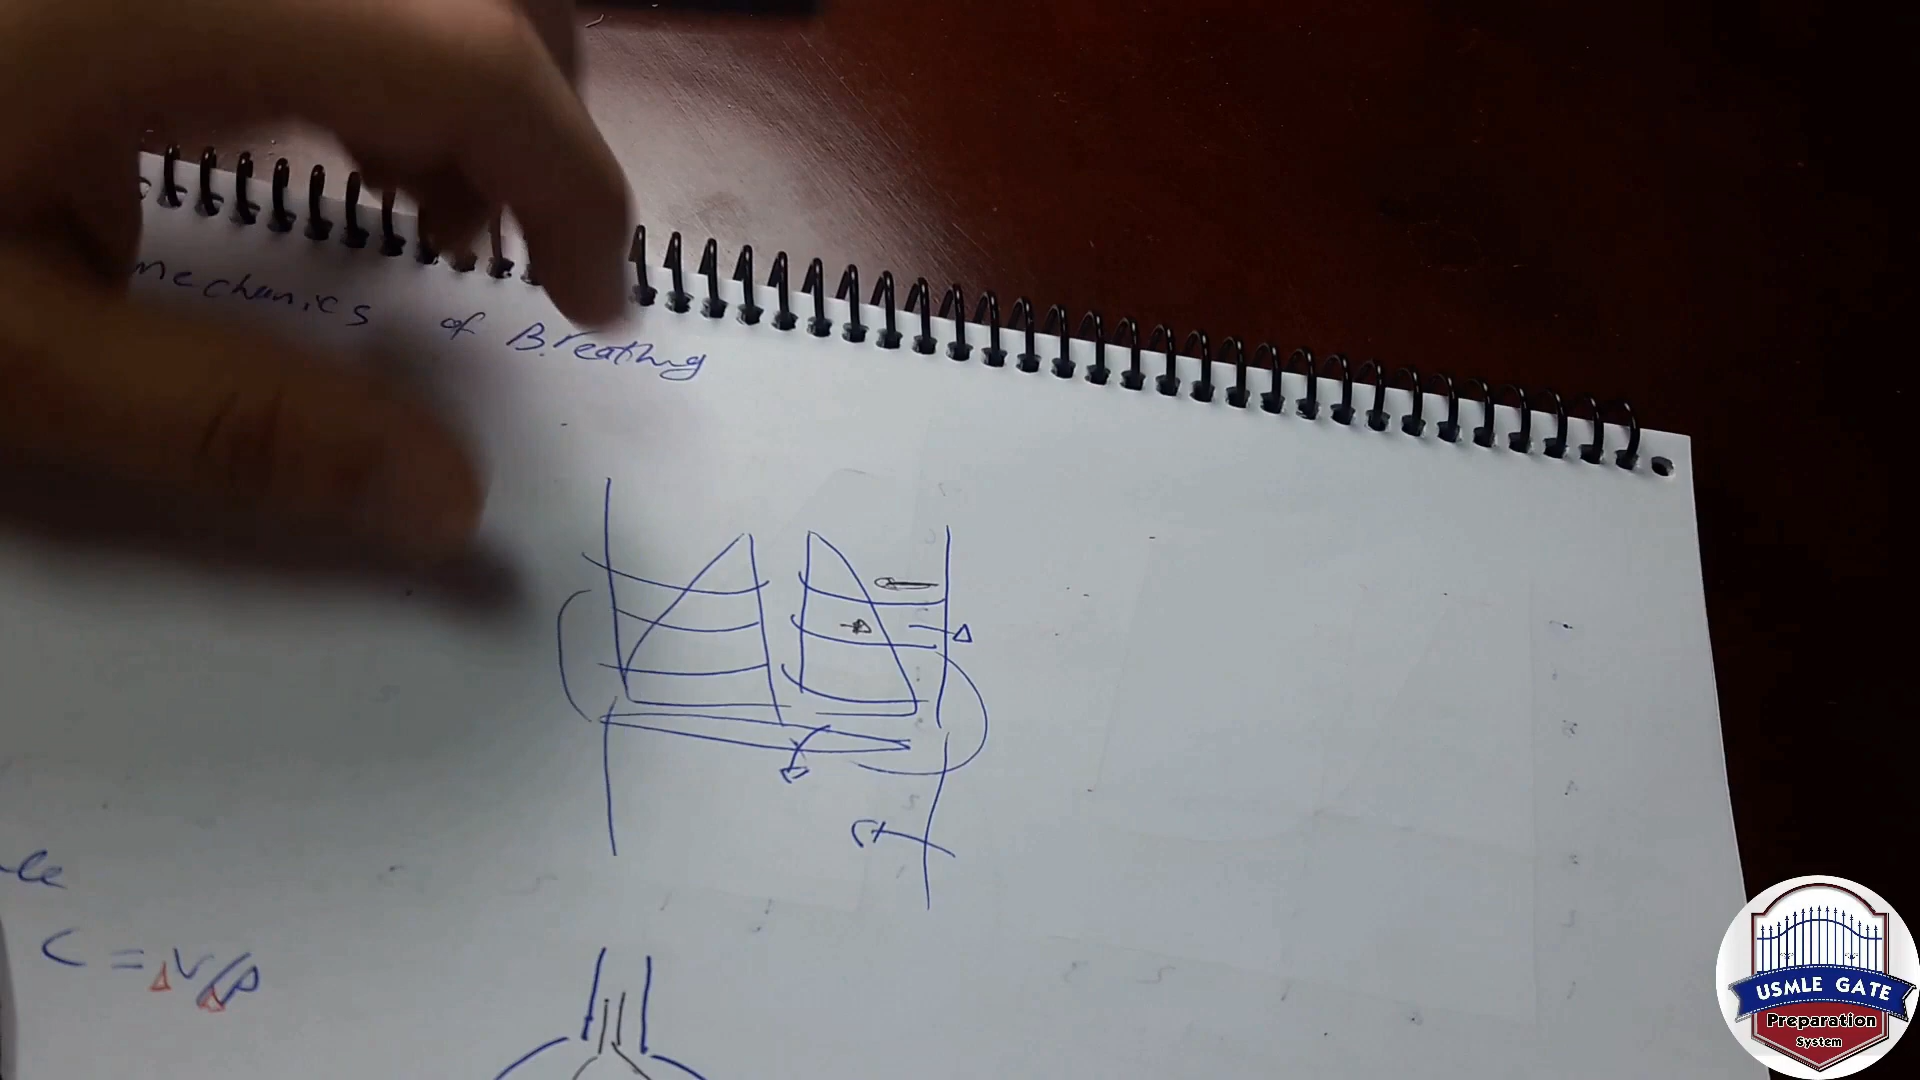 Mechanics of Breathing
C = ΔV/ΔP
USMLE GATE
Preparation
System